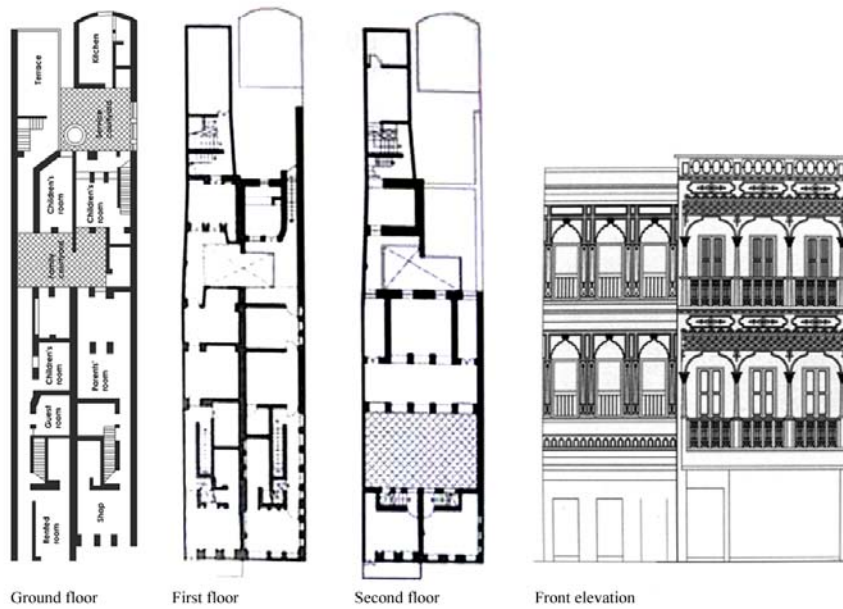 Kitchen
Terrace
Service
courtyard
Children's
room
Children's
room
Family
courtyard
Children's
room
Parents'
room
Guest
room
Rented
room
Shop
Ground floor
First floor
Second floor
Front elevation